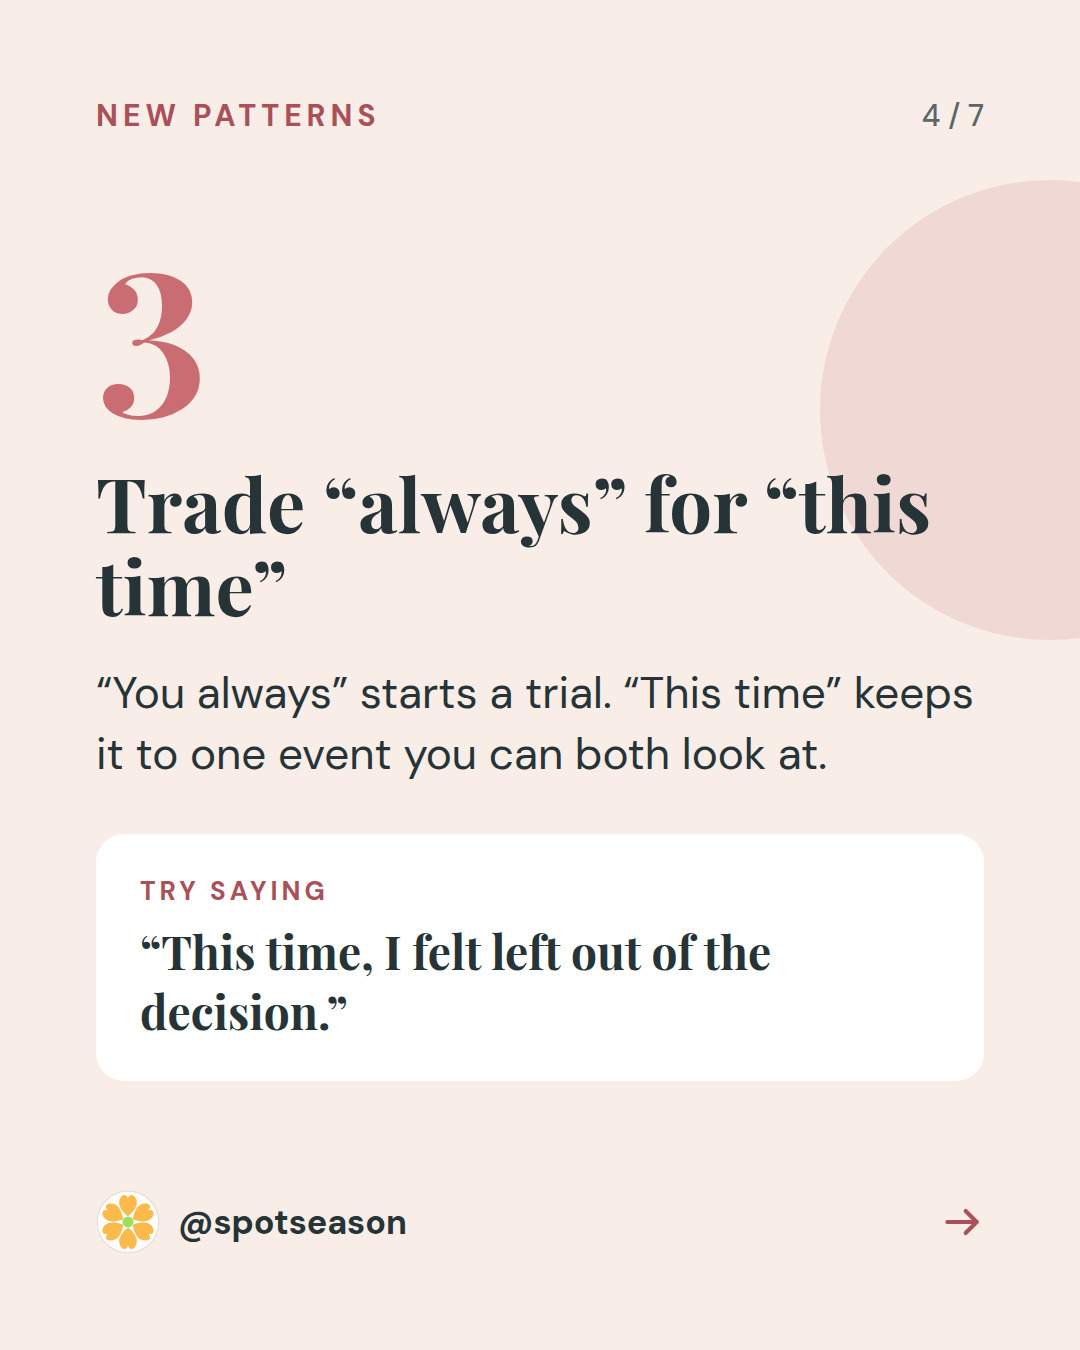 NEW PATTERNS
4 / 7
3
Trade “always” for “this
time”
“You always” starts a trial. “This time” keeps
it to one event you can both look at.
TRY SAYING
“This time, I felt left out of the
decision.”
@spotseason